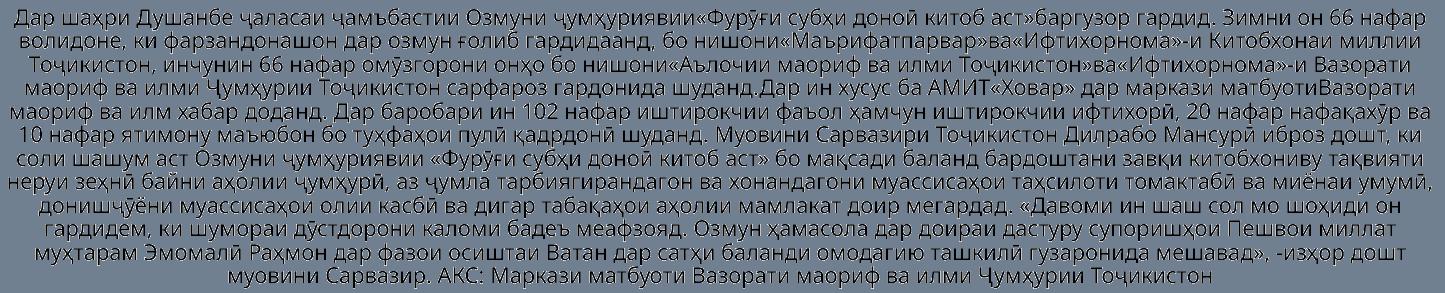 Дар шаҳри Душанбе ҷаласаи ҷамъбастии Озмуни ҷумҳуриявии«Фурӯғи субҳи доноӣ китоб аст»баргузор гардид. Зимни он 66 нафар
волидоне, ки фарзандонашон дар озмун ғолиб гардидаанд, бо нишони«Маърифатпарвар»ва«Ифтихорнома»-и Китобхонаи миллии
Тоҷикистон, инчунин 66 нафар омӯзгорони онҳо бо нишони«Аълочии маориф ва илми Тоҷикистон»ва«Ифтихорнома»-и Вазорати
маориф ва илми Ҷумҳурии Тоҷикистон сарфароз гардонида шуданд.Дар ин хусус ба АМИТ«Ховар» дар маркази матбуотиВазорати
маориф ва илм хабар доданд. Дар баробари ин 102 нафар иштирокчии фаъол ҳамчун иштирокчии ифтихорӣ, 20 нафар нафақахӯр ва
10 нафар ятимону маъюбон бо туҳфаҳои пулӣ қадрдонӣ шуданд. Муовини Сарвазири Тоҷикистон Дилрабо Мансурӣ иброз дошт, ки
соли шашум аст Озмуни ҷумҳуриявии «Фурӯғи субҳи доноӣ китоб аст» бо мақсади баланд бардоштани завқи китобхониву тақвияти
неруи зеҳнӣ байни аҳолии ҷумҳурӣ, аз ҷумла тарбиягирандагон ва хонандагони муассисаҳои таҳсилоти томактабӣ ва миёнаи умумӣ,
донишҷӯёни муассисаҳои олии касбӣ ва дигар табақаҳои аҳолии мамлакат доир мегардад. «Давоми ин шаш сол мо шоҳиди он
гардидем, ки шумораи дӯстдорони каломи бадеъ меафзояд. Озмун ҳамасола дар доираи дастуру супоришҳои Пешвои миллат
муҳтарам Эмомалӣ Раҳмон дар фазои осиштаи Ватан дар сатҳи баланди омодагию ташкилӣ гузаронида мешавад», -изҳор дошт
муовини Сарвазир. АКС: Маркази матбуоти Вазорати маориф ва илми Ҷумҳурии Тоҷикистон